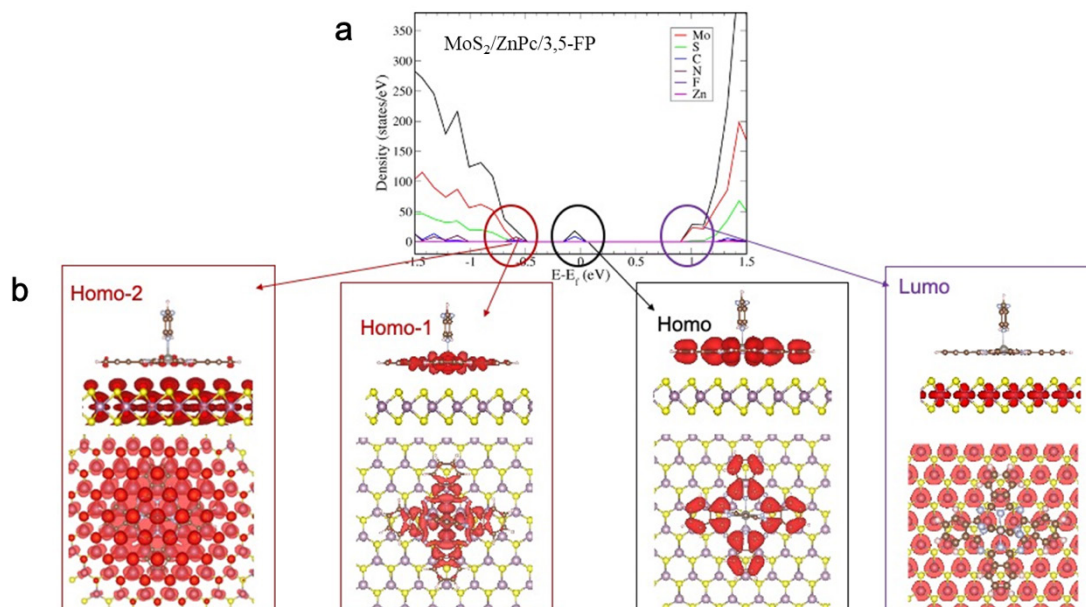 a
MoS₂/ZnPc/3,5-FP
Mo
S
C
N
F
Zn
Density (states/eV)
350
300
250
200
150
100
50
0
-1.5
-1
-0.5
0
0.5
1
1.5
E-E_f (eV)
b
Homo-2
Homo-1
Homo
Lumo